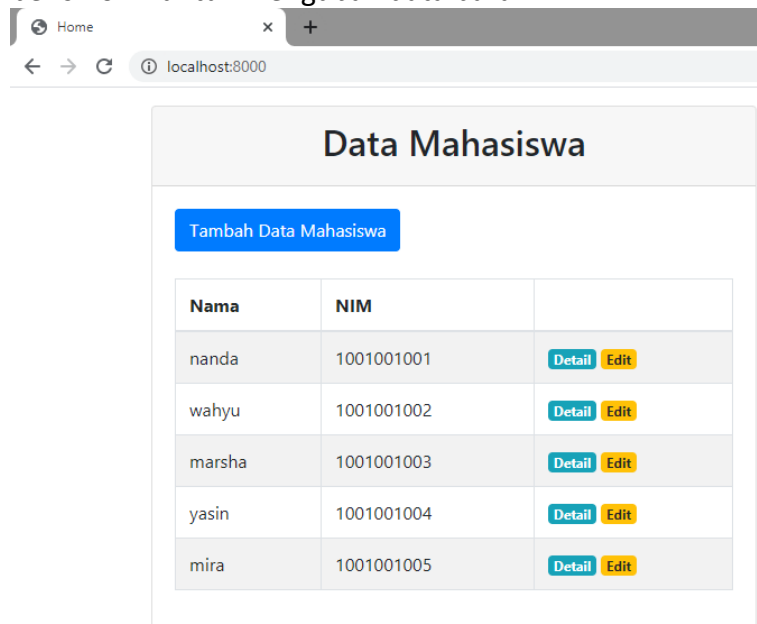 Home
localhost:8000
Data Mahasiswa
Tambah Data Mahasiswa
Nama NIM
nanda 1001001001 Detail Edit
wahyu 1001001002 Detail Edit
marsha 1001001003 Detail Edit
yasin 1001001004 Detail Edit
mira 1001001005 Detail Edit